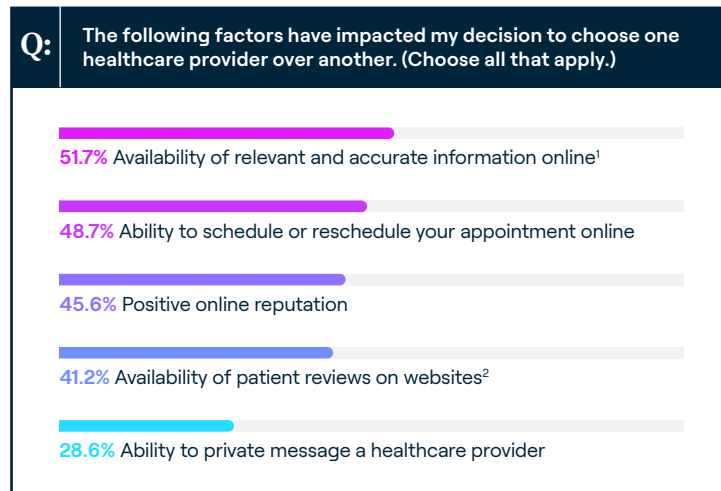 Q:
The following factors have impacted my decision to choose one
healthcare provider over another. (Choose all that apply.)
51.7% Availability of relevant and accurate information online¹
48.7% Ability to schedule or reschedule your appointment online
45.6% Positive online reputation
41.2% Availability of patient reviews on websites²
28.6% Ability to private message a healthcare provider